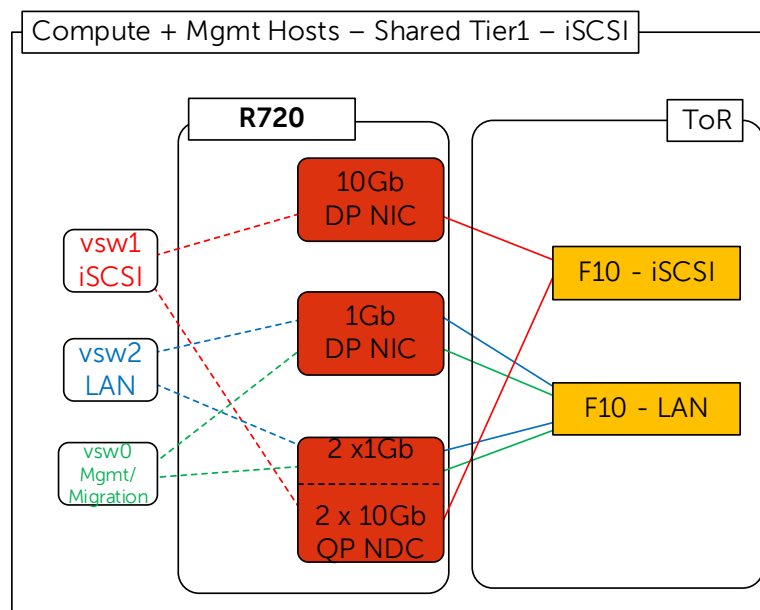 Compute + Mgmt Hosts – Shared Tier1 – iSCSI
R720
ToR
10Gb
DP NIC
vsw1
iSCSI
F10 - iSCSI
1Gb
DP NIC
vsw2
LAN
F10 - LAN
2 x1Gb
vsw0
Mgmt/
Migration
2 x 10Gb
QP NDC